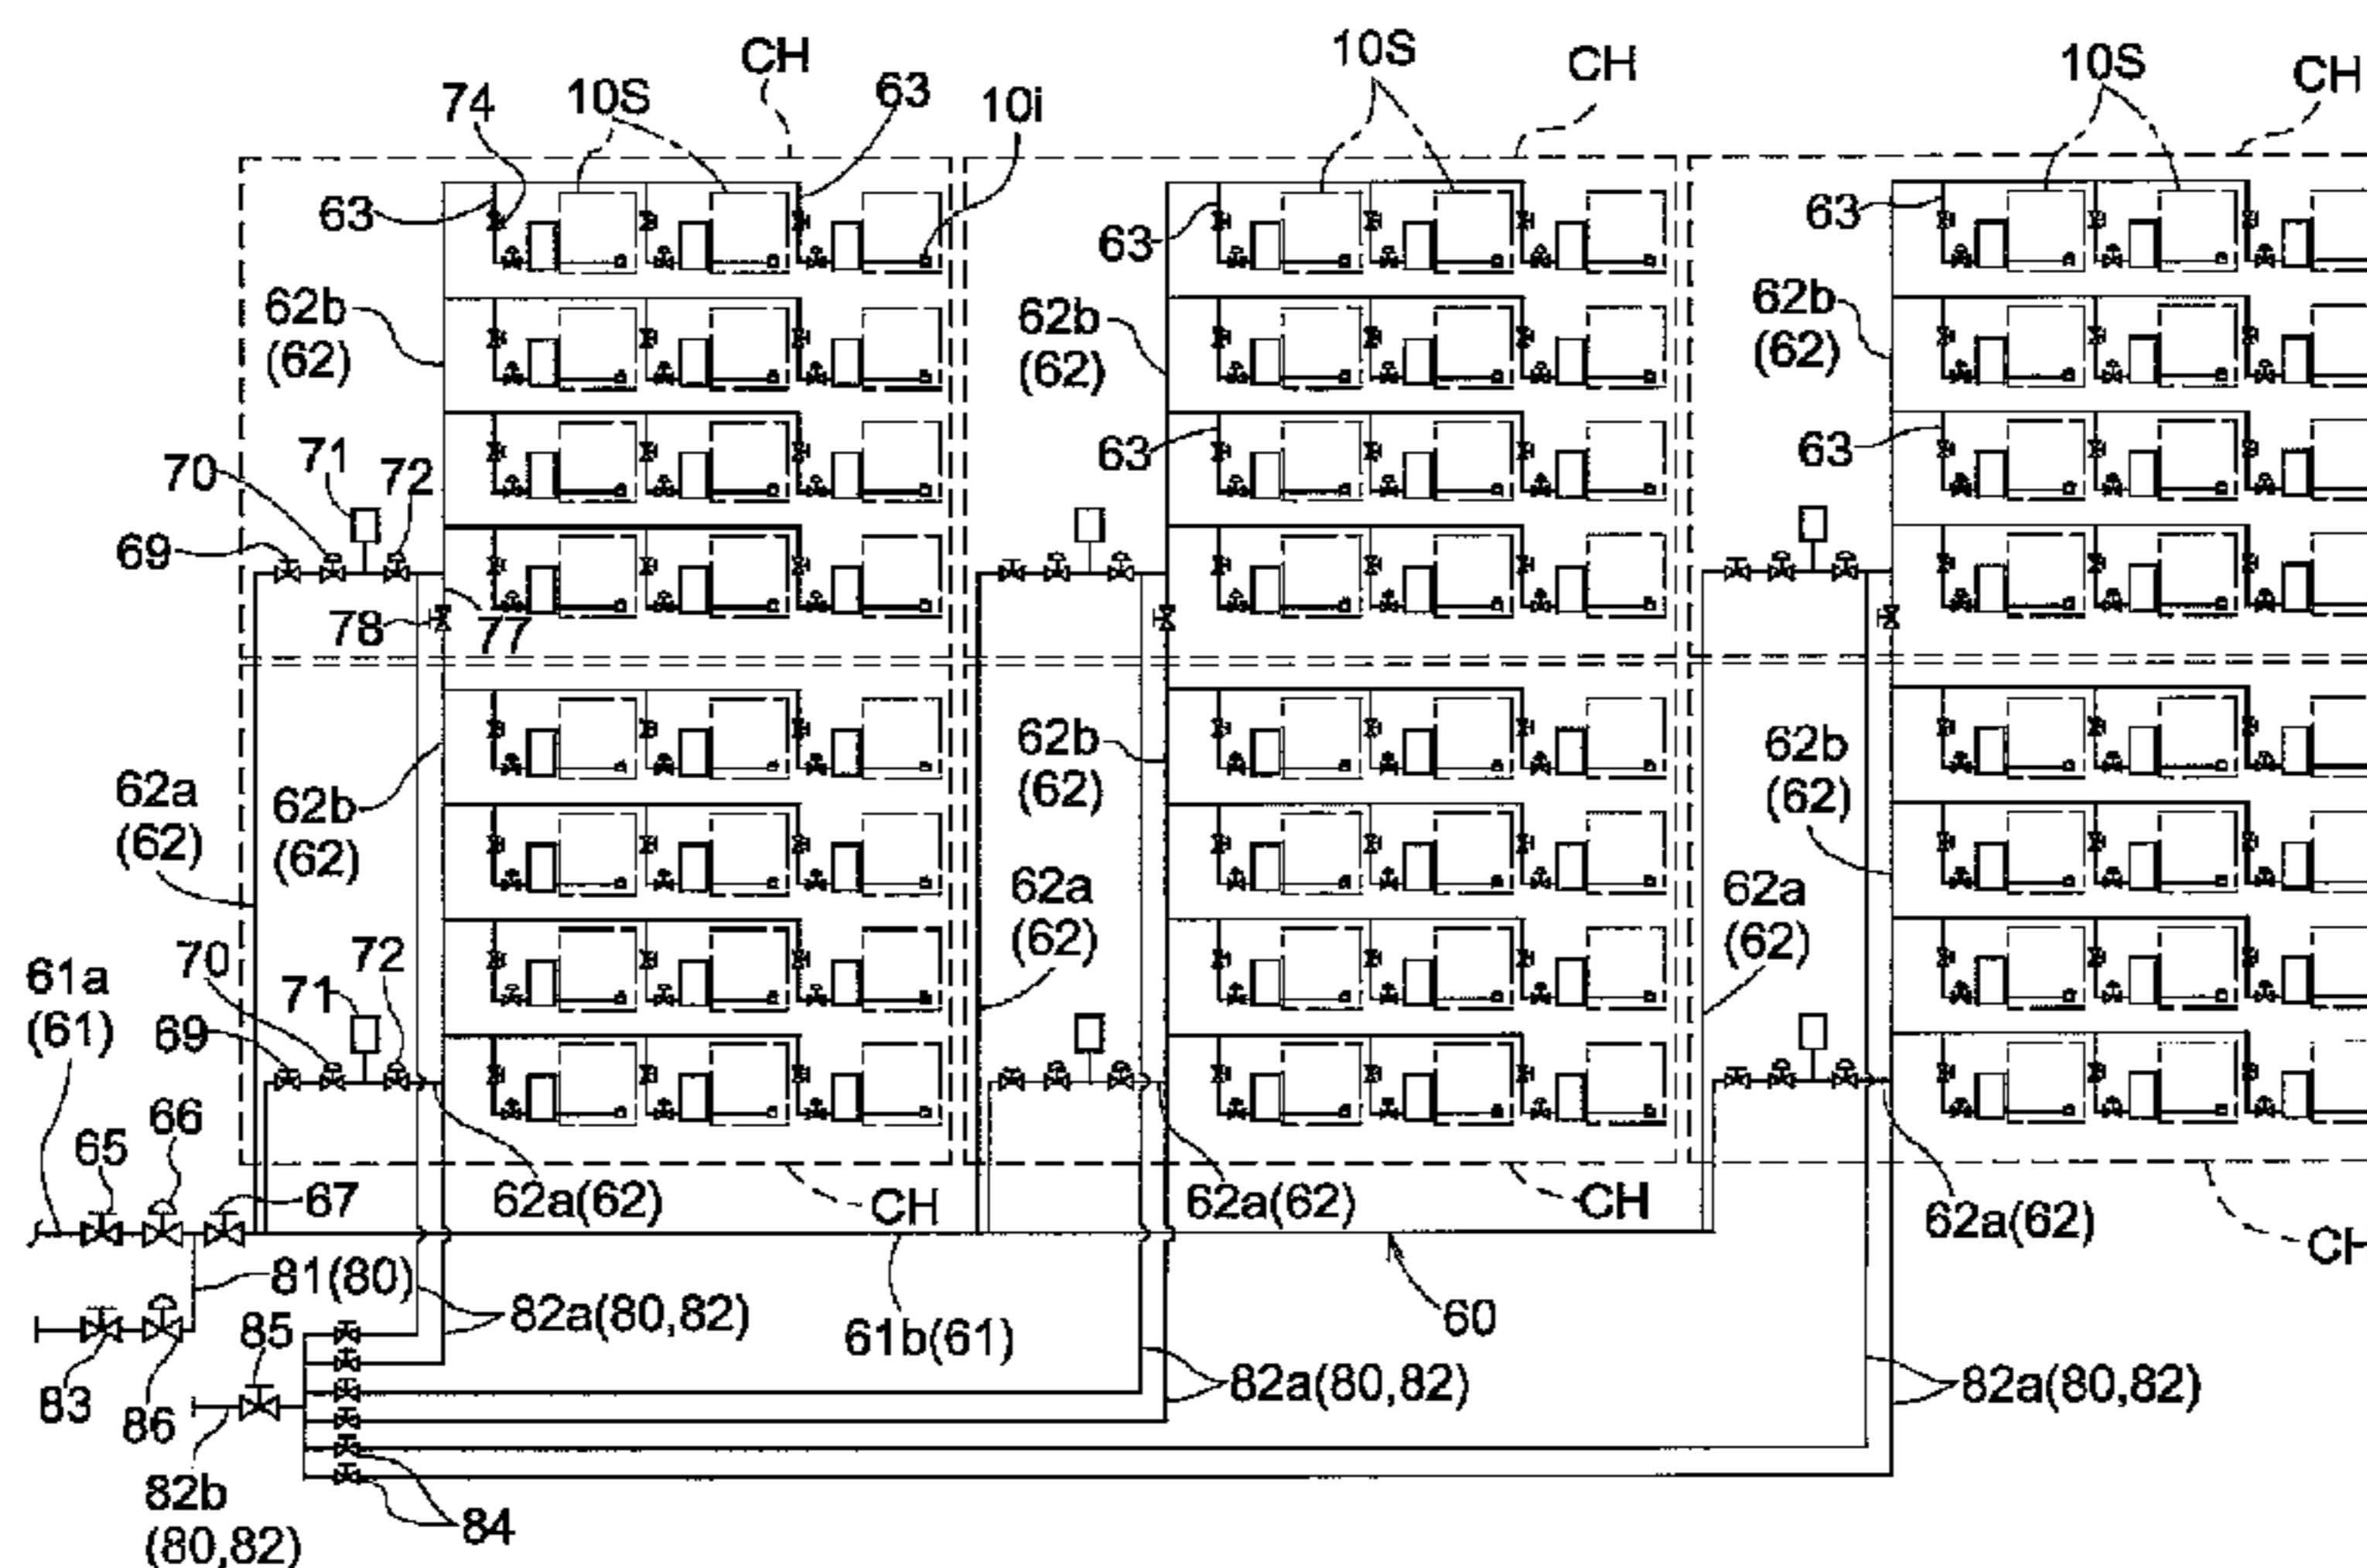 CH
10S
CH
10S
CH
74
10S
63
10i
63
63
63
62b
(62)
62b
(62)
62b
(62)
63
63
70
71
72
69
78
77
62a
(62)
62b
(62)
62b
(62)
62b
(62)
62a
(62)
62a
(62)
61a
(61)
70
72
71
69
65
66
67
62a(62)
CH
62a(62)
CH
62a(62)
CH
81(80)
82a(80,82)
61b(61)
60
83
86
85
82a(80,82)
82a(80,82)
82b
(80,82)
84